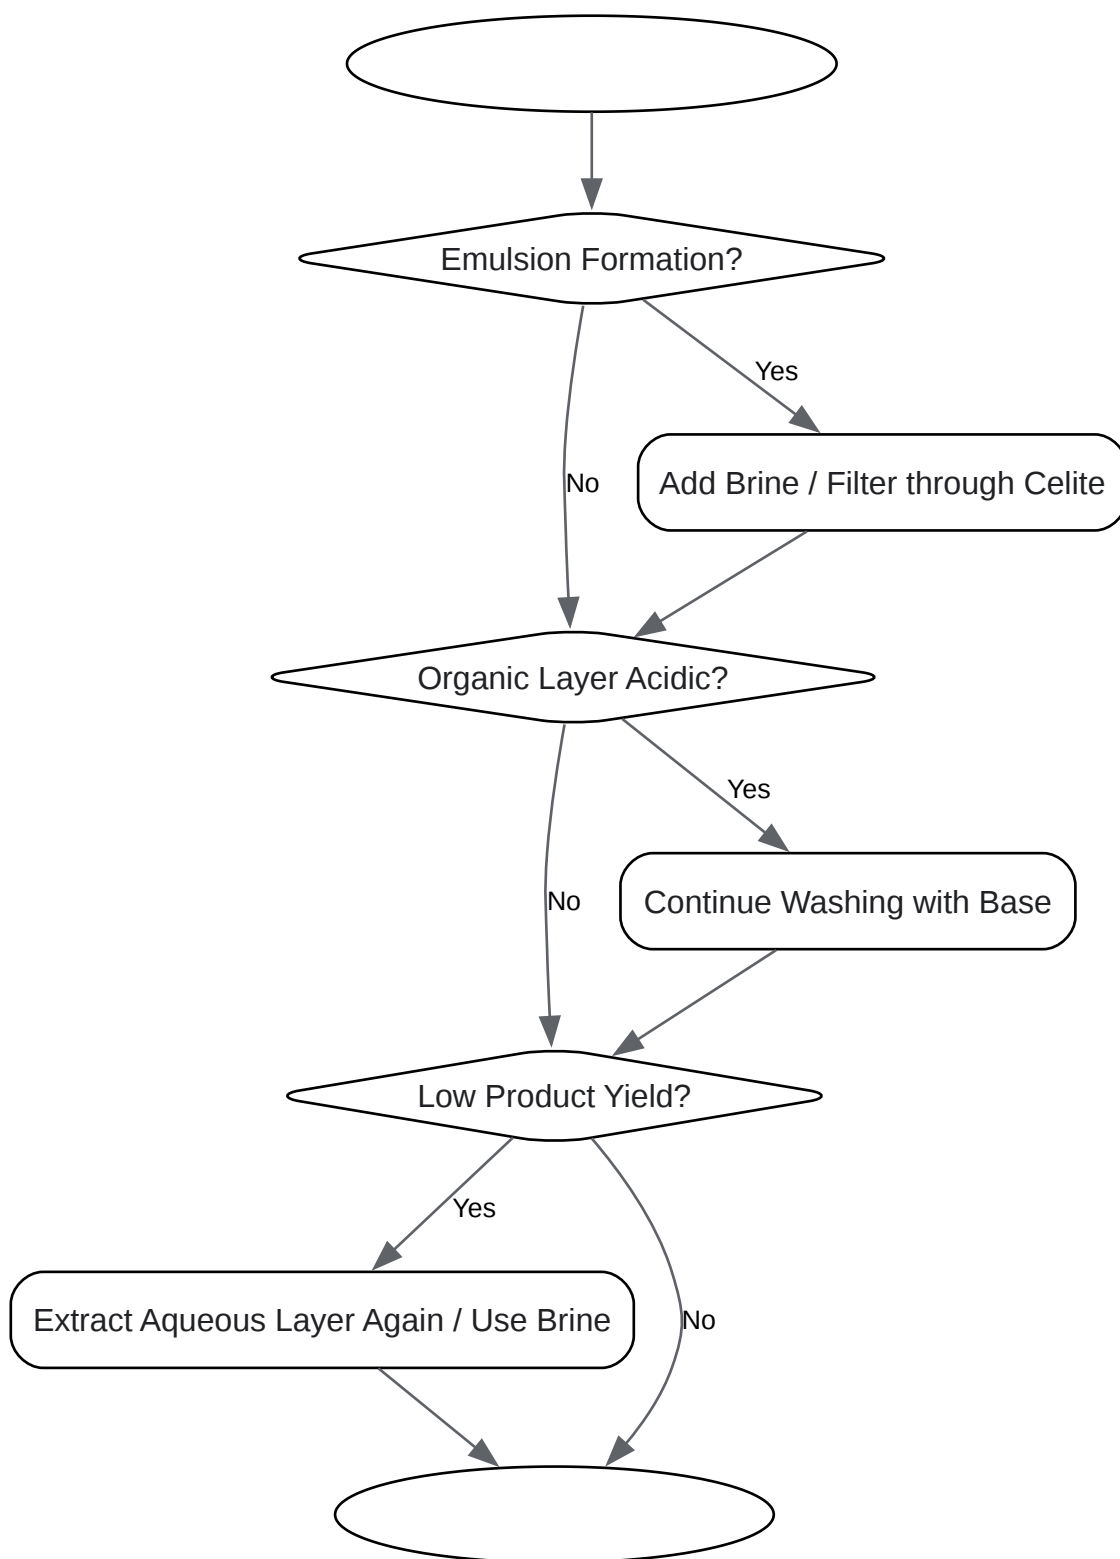 Emulsion Formation?
Yes
No
Add Brine / Filter through Celite
Organic Layer Acidic?
Yes
No
Continue Washing with Base
Low Product Yield?
Yes
Extract Aqueous Layer Again / Use Brine
No